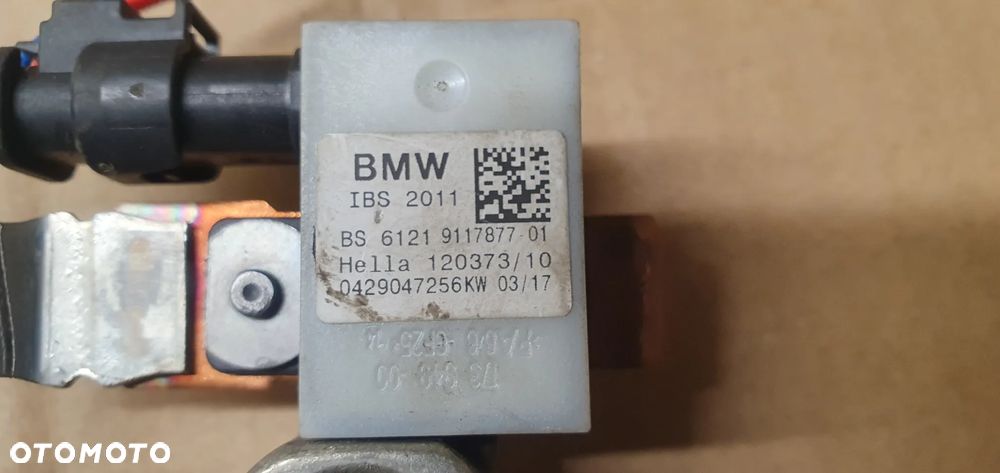 BMW
IBS 2011
BS 6121 9117877-01
Hella 120373/10
0429047256KW 03/17
OTOMOTO